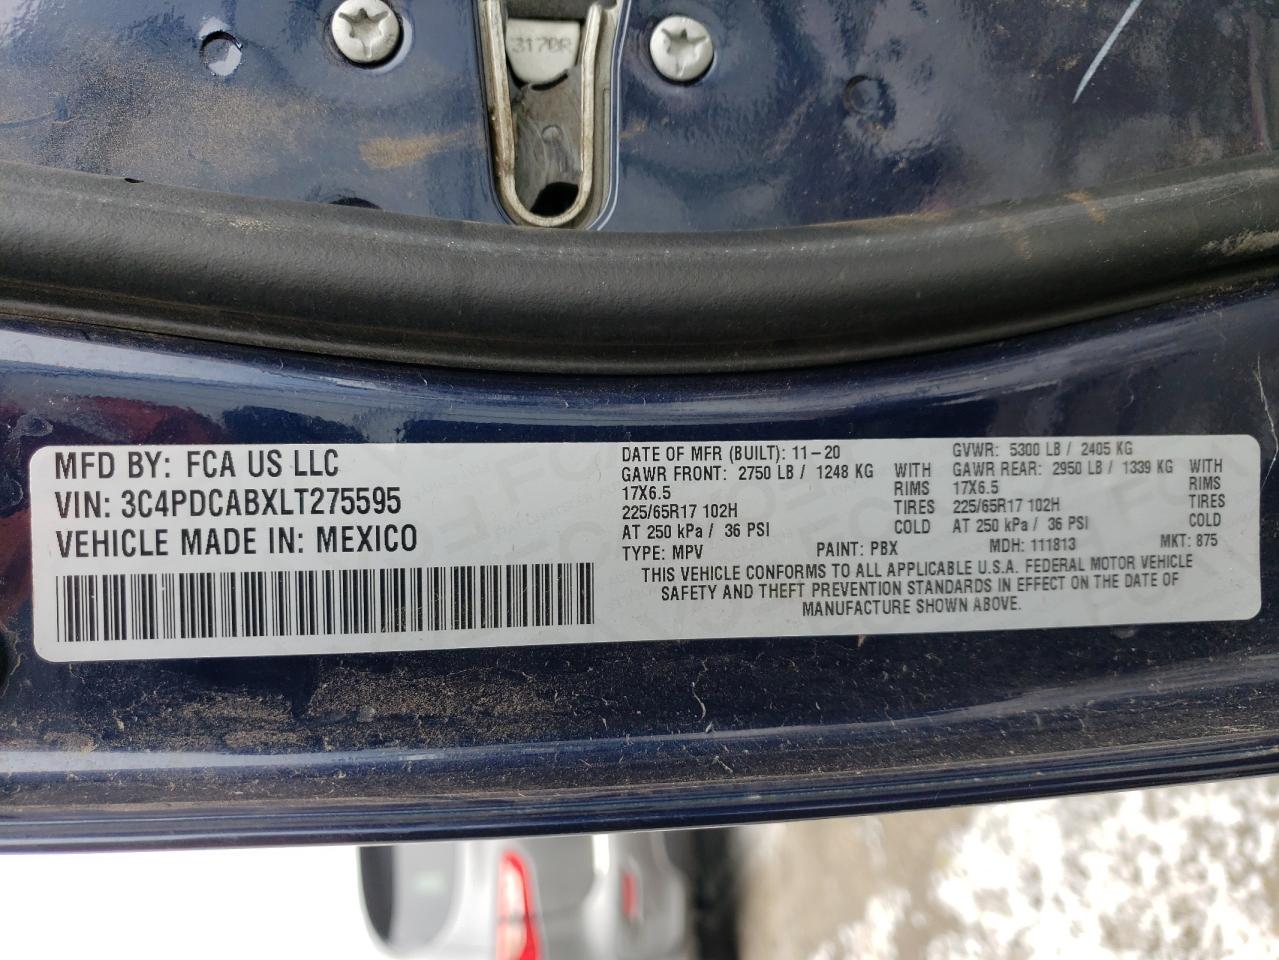 3170R
MFD BY: FCA US LLC
VIN: 3C4PDCABXLT275595
VEHICLE MADE IN: MEXICO
DATE OF MFR (BUILT): 11-20
GAWR FRONT: 2750 LB / 1248 KG WITH
17X6.5 RIMS
225/65R17 102H TIRES
AT 250 kPa / 36 PSI COLD
GVWR: 5300 LB / 2405 KG
GAWR REAR: 2950 LB / 1339 KG WITH
17X6.5 RIMS
225/65R17 102H TIRES
AT 250 kPa / 36 PSI COLD
TYPE: MPV PAINT: PBX MDH: 111813 MKT: 875
THIS VEHICLE CONFORMS TO ALL APPLICABLE U.S.A. FEDERAL MOTOR VEHICLE
SAFETY AND THEFT PREVENTION STANDARDS IN EFFECT ON THE DATE OF
MANUFACTURE SHOWN ABOVE.